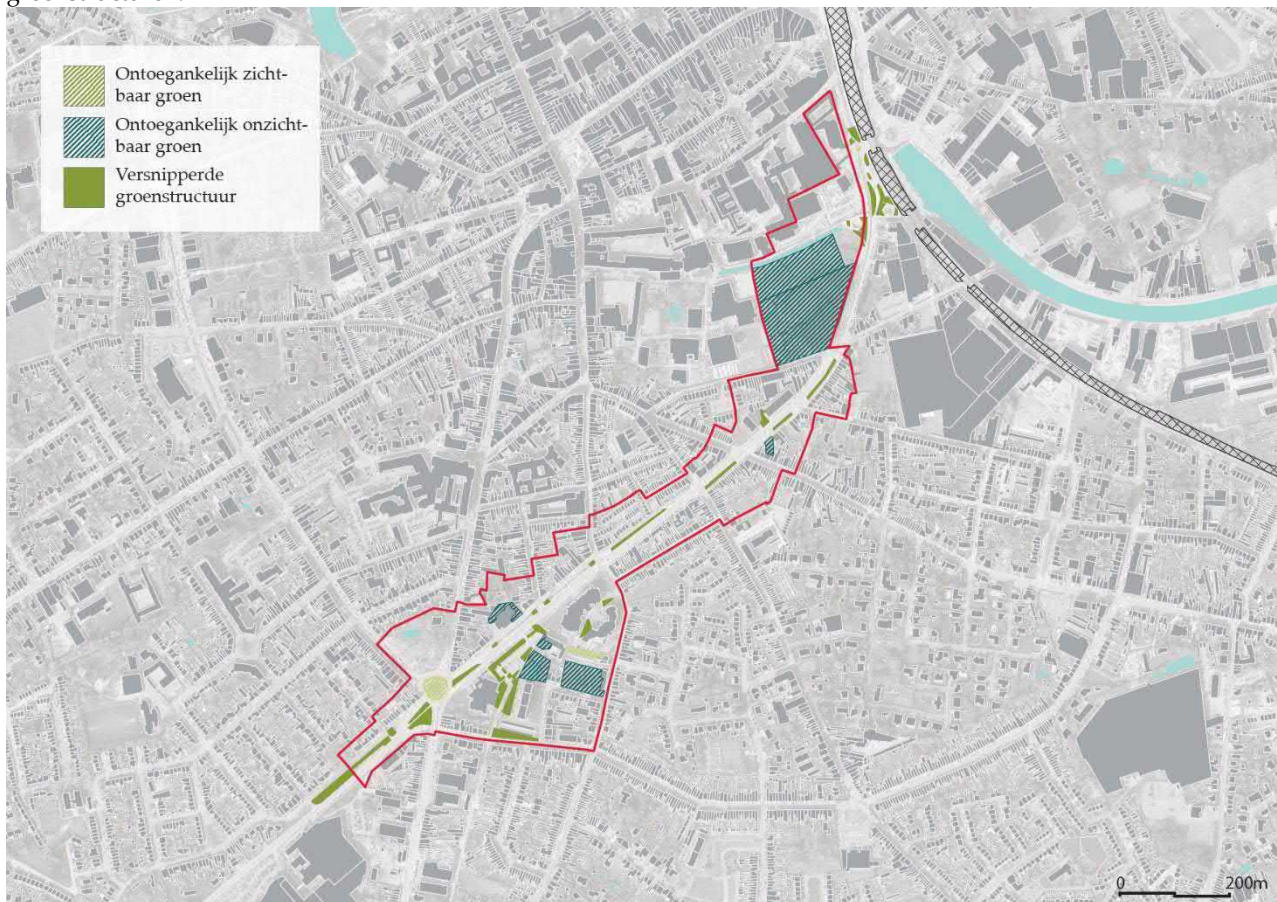 Ontoegankelijk zicht-
baar groen
Ontoegankelijk onzicht-
baar groen
Versnipperde
groenstructuur
0 200m